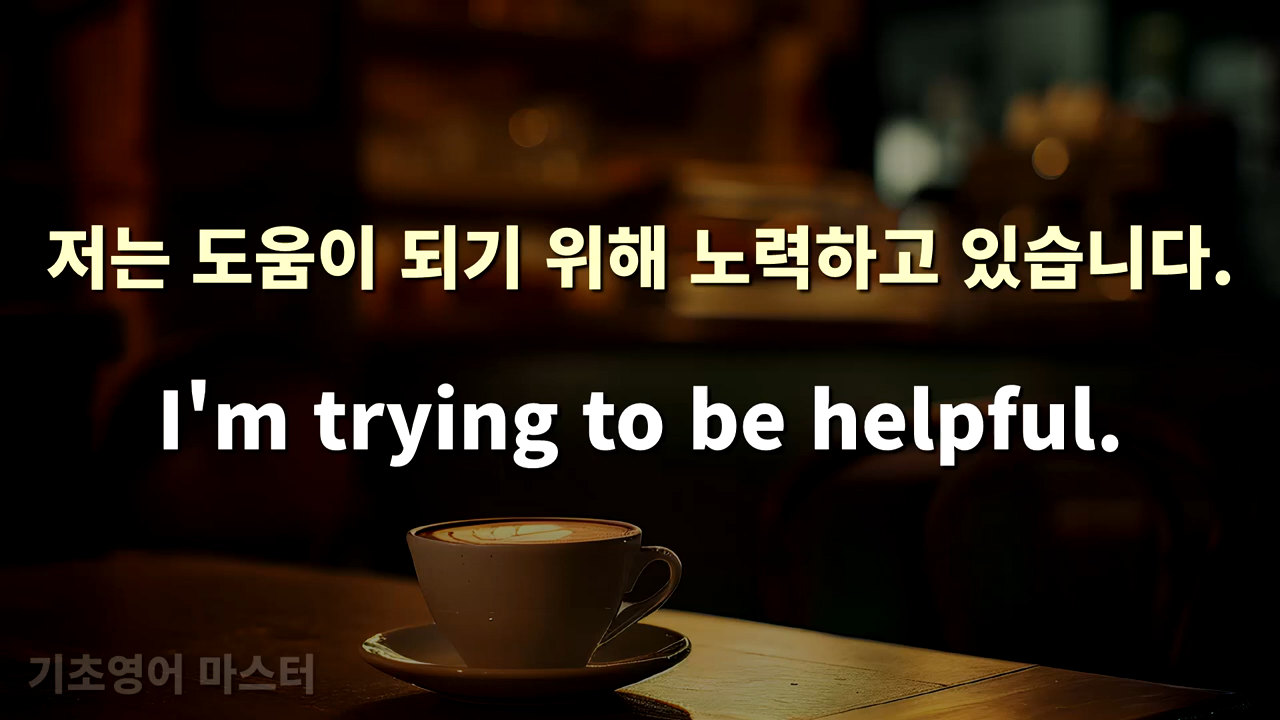 저는 도움이 되기 위해 노력하고 있습니다.
I'm trying to be helpful.
기초영어 마스터